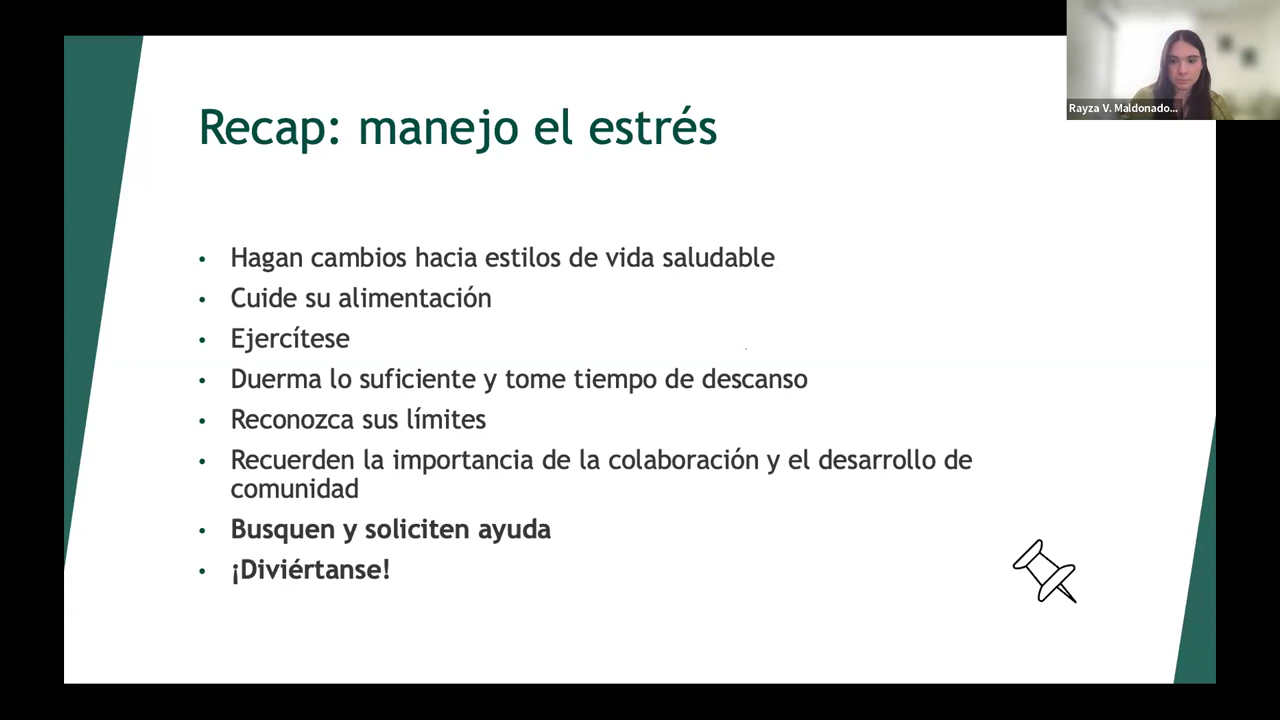 Rayza V. Maldonado...
Recap: manejo el estrés
• Hagan cambios hacia estilos de vida saludable
• Cuide su alimentación
• Ejercítese
• Duerma lo suficiente y tome tiempo de descanso
• Reconozca sus límites
• Recuerden la importancia de la colaboración y el desarrollo de
comunidad
• Busquen y soliciten ayuda
• ¡Diviértanse!